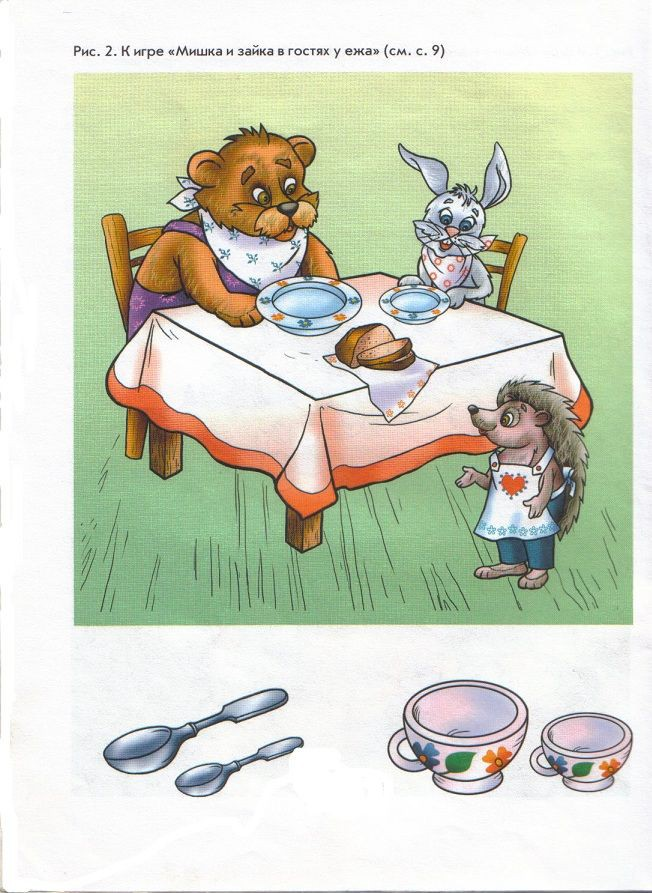 Рис. 2. К игре «Мишка и зайка в гостях у ежа» (см. с. 9)